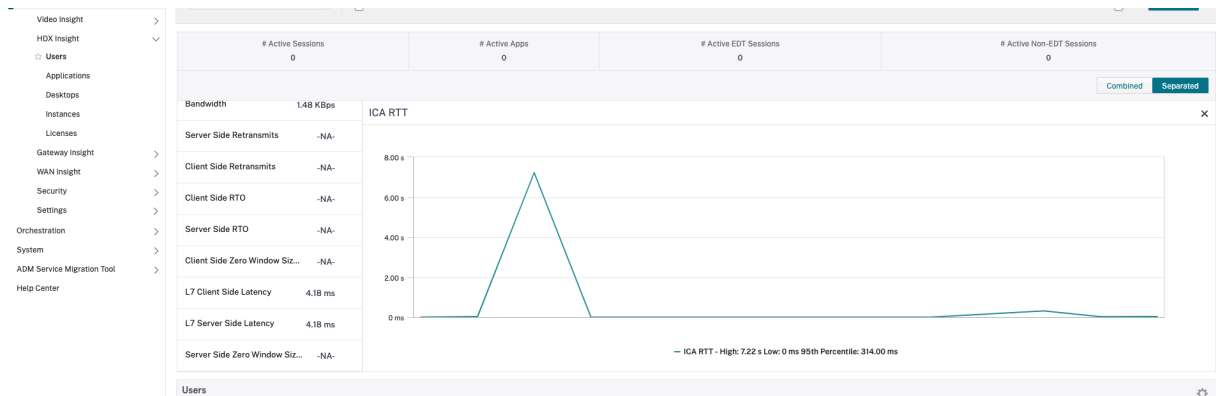 Video Insight
HDX Insight
Users
Applications
Desktops
Instances
Licenses
Gateway Insight
WAN Insight
Security
Settings
Orchestration
System
ADM Service Migration Tool
Help Center
# Active Sessions
0
# Active Apps
0
# Active EDT Sessions
0
# Active Non-EDT Sessions
0
Combined
Separated
Bandwidth 1.48 KBps
Server Side Retransmits -NA-
Client Side Retransmits -NA-
Client Side RTO -NA-
Server Side RTO -NA-
Client Side Zero Window Siz... -NA-
L7 Client Side Latency 4.18 ms
L7 Server Side Latency 4.18 ms
Server Side Zero Window Siz... -NA-
ICA RTT
8.00 s
6.00 s
4.00 s
2.00 s
0 ms
ICA RTT - High: 7.22 s Low: 0 ms 95th Percentile: 314.00 ms
Users